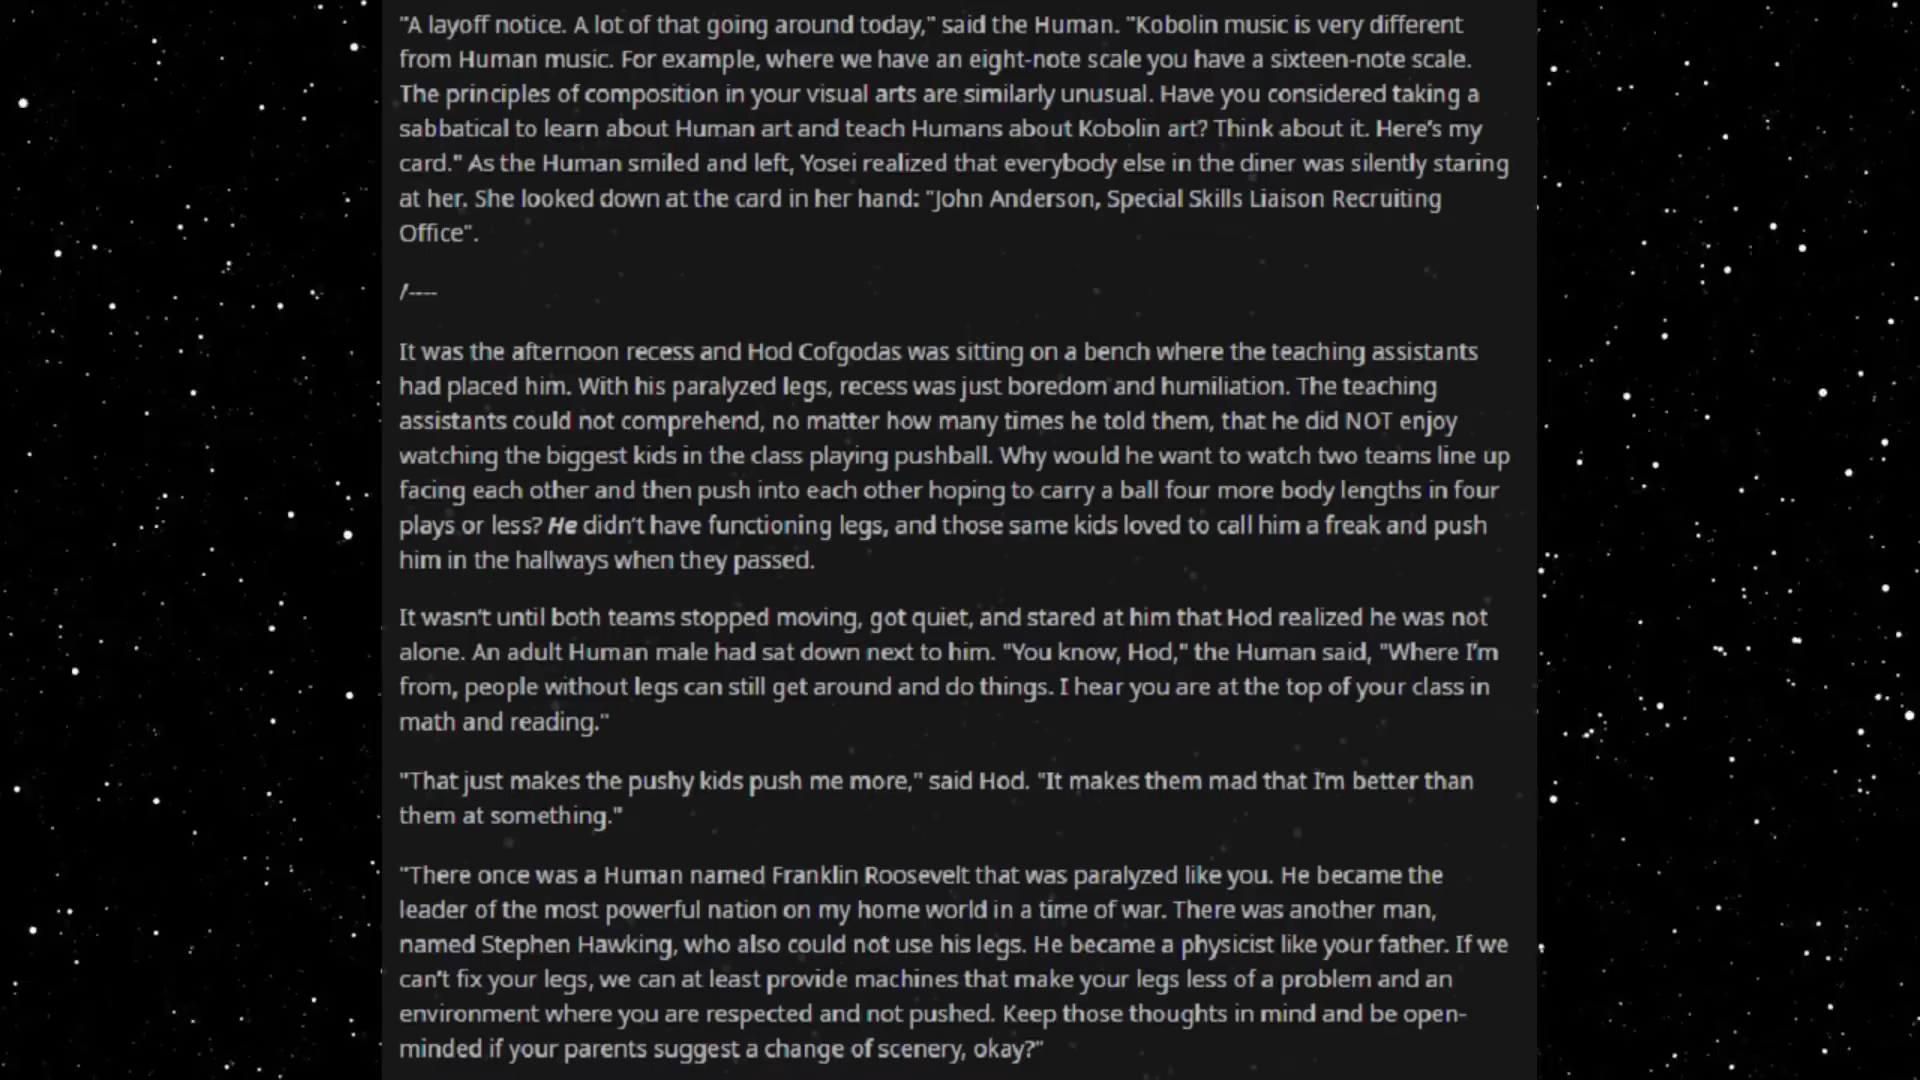 "A layoff notice. A lot of that going around today," said the Human. "Kobolin music is very different
from Human music. For example, where we have an eight-note scale you have a sixteen-note scale.
The principles of composition in your visual arts are similarly unusual. Have you considered taking a
sabbatical to learn about Human art and teach Humans about Kobolin art? Think about it. Here's my
card." As the Human smiled and left, Yosei realized that everybody else in the diner was silently staring
at her. She looked down at the card in her hand: "John Anderson, Special Skills Liaison Recruiting
Office".
/----
It was the afternoon recess and Hod Cofgodas was sitting on a bench where the teaching assistants
had placed him. With his paralyzed legs, recess was just boredom and humiliation. The teaching
assistants could not comprehend, no matter how many times he told them, that he did NOT enjoy
watching the biggest kids in the class playing pushball. Why would he want to watch two teams line up
facing each other and then push into each other hoping to carry a ball four more body lengths in four
plays or less? He didn't have functioning legs, and those same kids loved to call him a freak and push
him in the hallways when they passed.
It wasn't until both teams stopped moving, got quiet, and stared at him that Hod realized he was not
alone. An adult Human male had sat down next to him. "You know, Hod," the Human said, "Where I'm
from, people without legs can still get around and do things. I hear you are at the top of your class in
math and reading."
"That just makes the pushy kids push me more," said Hod. "It makes them mad that I'm better than
them at something."
"There once was a Human named Franklin Roosevelt that was paralyzed like you. He became the
leader of the most powerful nation on my home world in a time of war. There was another man,
named Stephen Hawking, who also could not use his legs. He became a physicist like your father. If we
can't fix your legs, we can at least provide machines that make your legs less of a problem and an
environment where you are respected and not pushed. Keep those thoughts in mind and be open-
minded if your parents suggest a change of scenery, okay?"